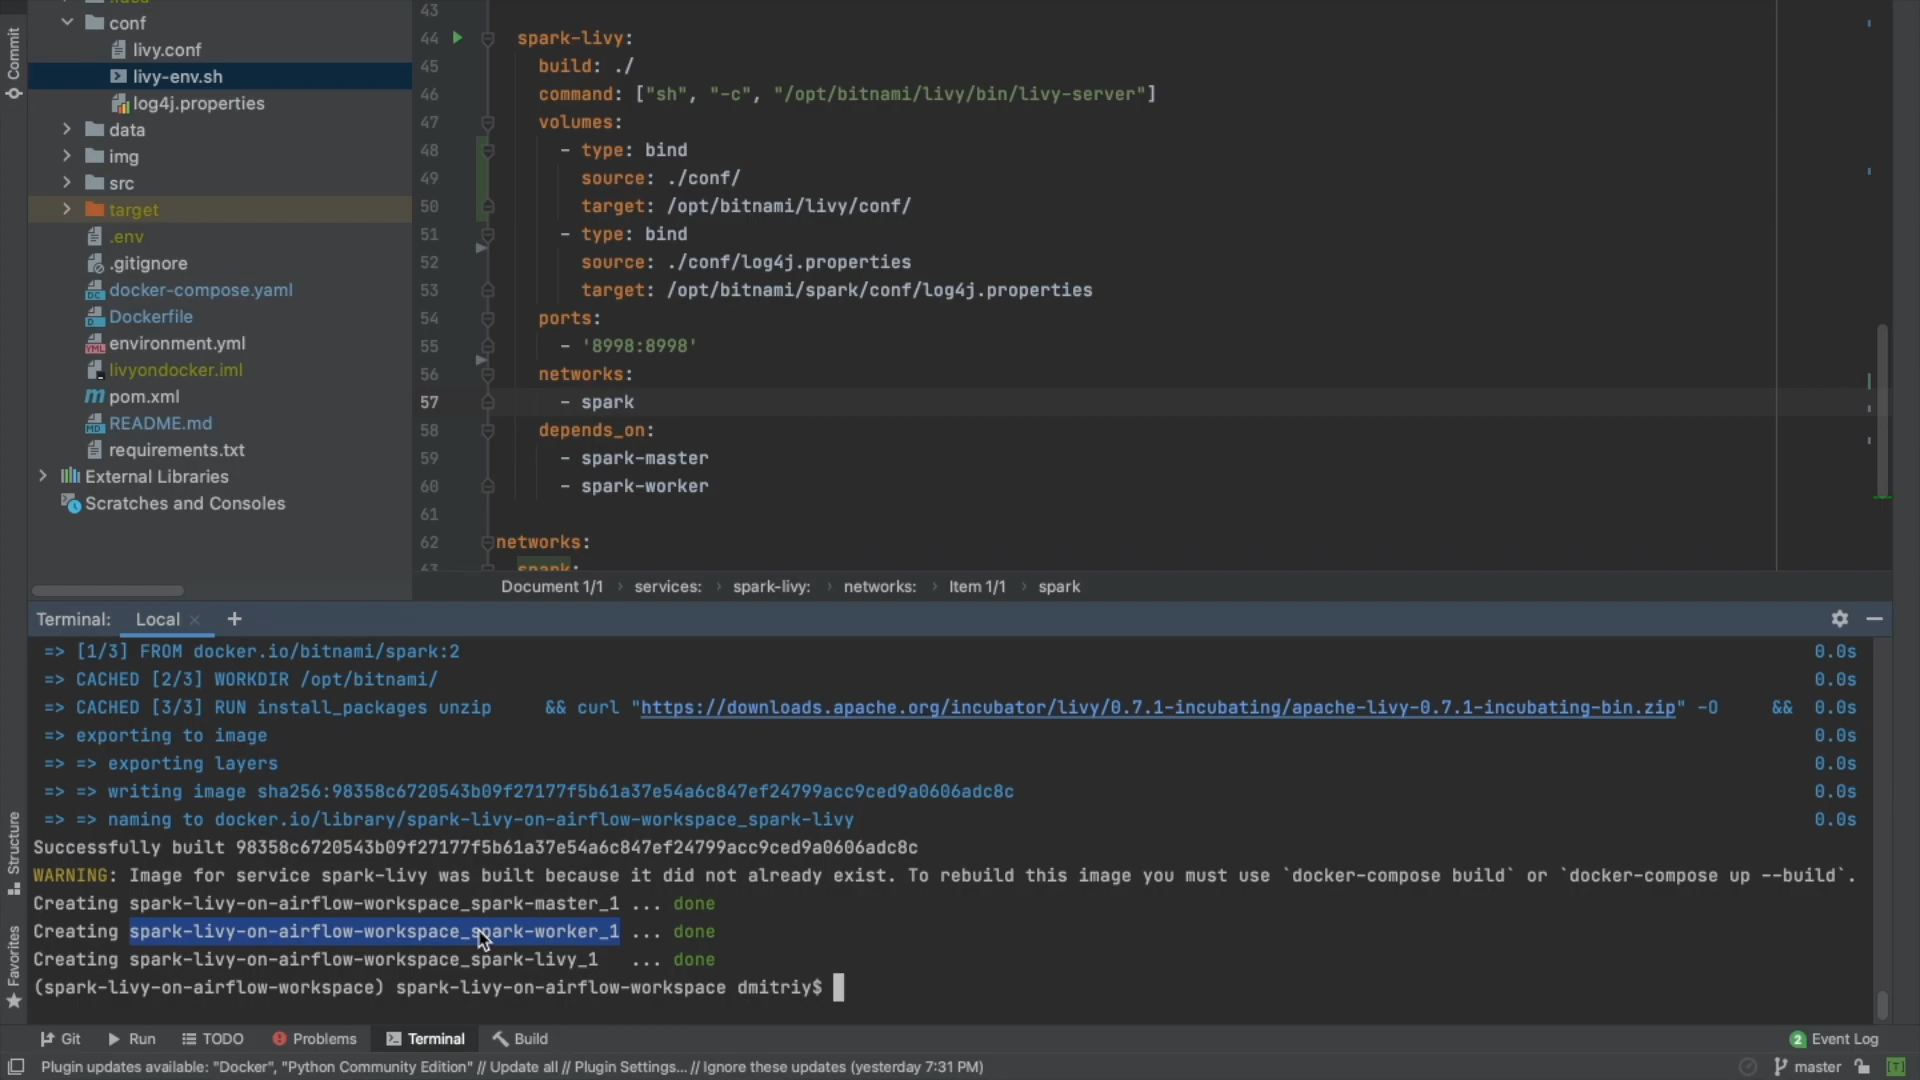 Commit
conf
livy.conf
livy-env.sh
log4j.properties
data
img
src
target
.env
.gitignore
docker-compose.yaml
Dockerfile
environment.yml
livyondocker.iml
pom.xml
README.md
requirements.txt
External Libraries
Scratches and Consoles
43
44 spark-livy:
45 build: ./
46 command: ["sh", "-c", "/opt/bitnami/livy/bin/livy-server"]
47 volumes:
48 - type: bind
49 source: ./conf/
50 target: /opt/bitnami/livy/conf/
51 - type: bind
52 source: ./conf/log4j.properties
53 target: /opt/bitnami/spark/conf/log4j.properties
54 ports:
55 - '8998:8998'
56 networks:
57 - spark
58 depends_on:
59 - spark-master
60 - spark-worker
61
62 networks:
63 spark:
Document 1/1 › services: › spark-livy: › networks: › Item 1/1 › spark
Terminal: Local × +
=> [1/3] FROM docker.io/bitnami/spark:2 0.0s
=> CACHED [2/3] WORKDIR /opt/bitnami/ 0.0s
=> CACHED [3/3] RUN install_packages unzip && curl "https://downloads.apache.org/incubator/livy/0.7.1-incubating/apache-livy-0.7.1-incubating-bin.zip" -O && 0.0s
=> exporting to image 0.0s
=> => exporting layers 0.0s
=> => writing image sha256:98358c6720543b09f27177f5b61a37e54a6c847ef24799acc9ced9a0606adc8c 0.0s
=> => naming to docker.io/library/spark-livy-on-airflow-workspace_spark-livy 0.0s
Successfully built 98358c6720543b09f27177f5b61a37e54a6c847ef24799acc9ced9a0606adc8c
WARNING: Image for service spark-livy was built because it did not already exist. To rebuild this image you must use `docker-compose build` or `docker-compose up --build`.
Creating spark-livy-on-airflow-workspace_spark-master_1 ... done
Creating spark-livy-on-airflow-workspace_spark-worker_1 ... done
Creating spark-livy-on-airflow-workspace_spark-livy_1 ... done
(spark-livy-on-airflow-workspace) spark-livy-on-airflow-workspace dmitriy$
Structure
Favorites
Git Run TODO Problems Terminal Build 2 Event Log
Plugin updates available: "Docker", "Python Community Edition" // Update all // Plugin Settings... // Ignore these updates (yesterday 7:31 PM) master [T]